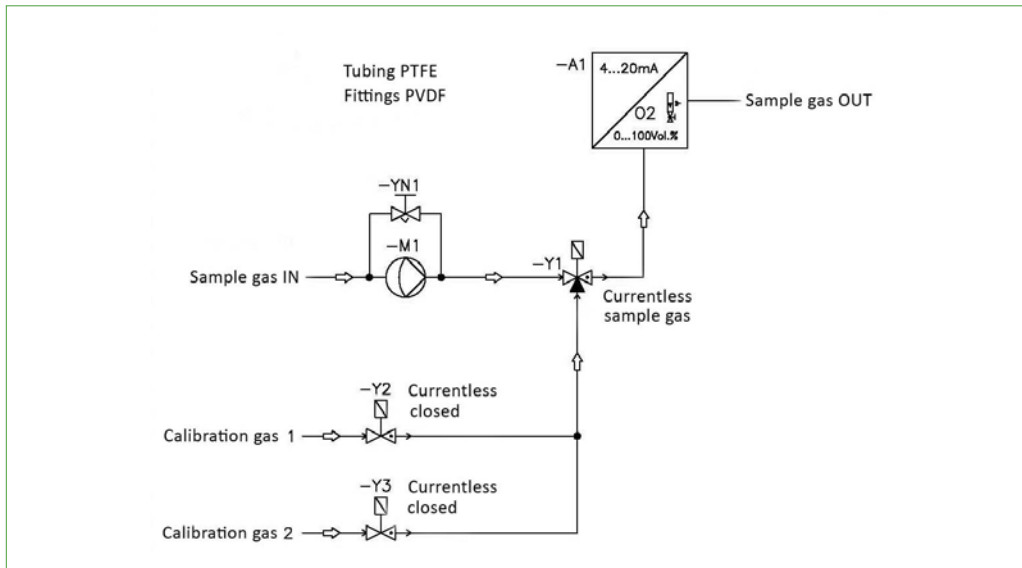 Tubing PTFE
Fittings PVDF
–A1
4...20mA
O2
0...100Vol.%
Sample gas OUT
–YN1
–M1
Sample gas IN
–Y1
Currentless
sample gas
–Y2
Currentless
closed
Calibration gas 1
–Y3
Currentless
closed
Calibration gas 2